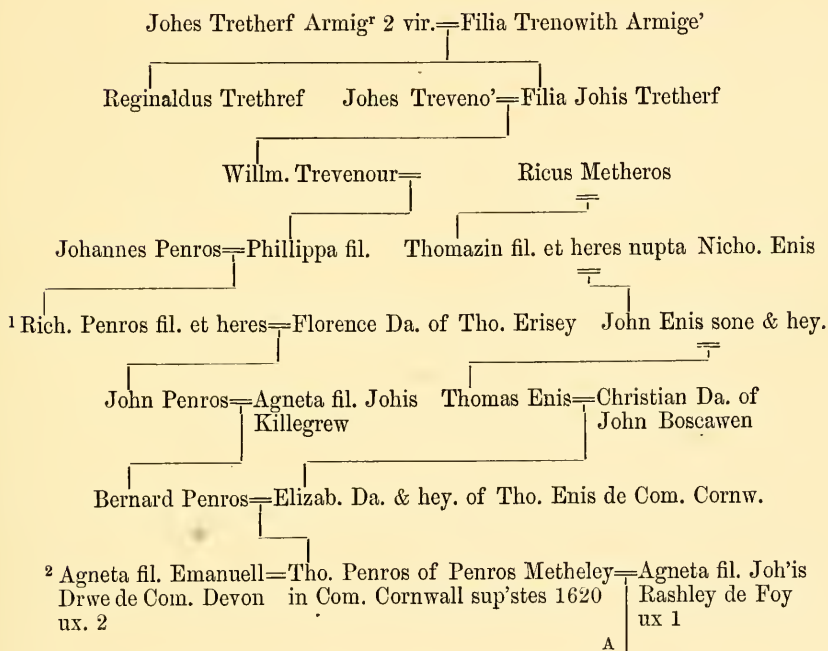 Johes Tretherf Armigʳ 2 vir.=Filia Trenowith Armige’
Reginaldus Trethref Johes Treveno’=Filia Johis Tretherf
Willm. Trevenour= Ricus Metheros
Johannes Penros=Phillippa fil. Thomazin fil. et heres nupta Nicho. Enis
¹ Rich. Penros fil. et heres=Florence Da. of Tho. Erisey John Enis sone & hey.
John Penros=Agneta fil. Johis Thomas Enis=Christian Da. of
Killegrew John Boscawen
Bernard Penros=Elizab. Da. & hey. of Tho. Enis de Com. Cornw.
² Agneta fil. Emanuell=Tho. Penros of Penros Metheley=Agneta fil. Joh’is
Drwe de Com. Devon in Com. Cornwall sup’stes 1620 Rashley de Foy
ux. 2 ux 1
A